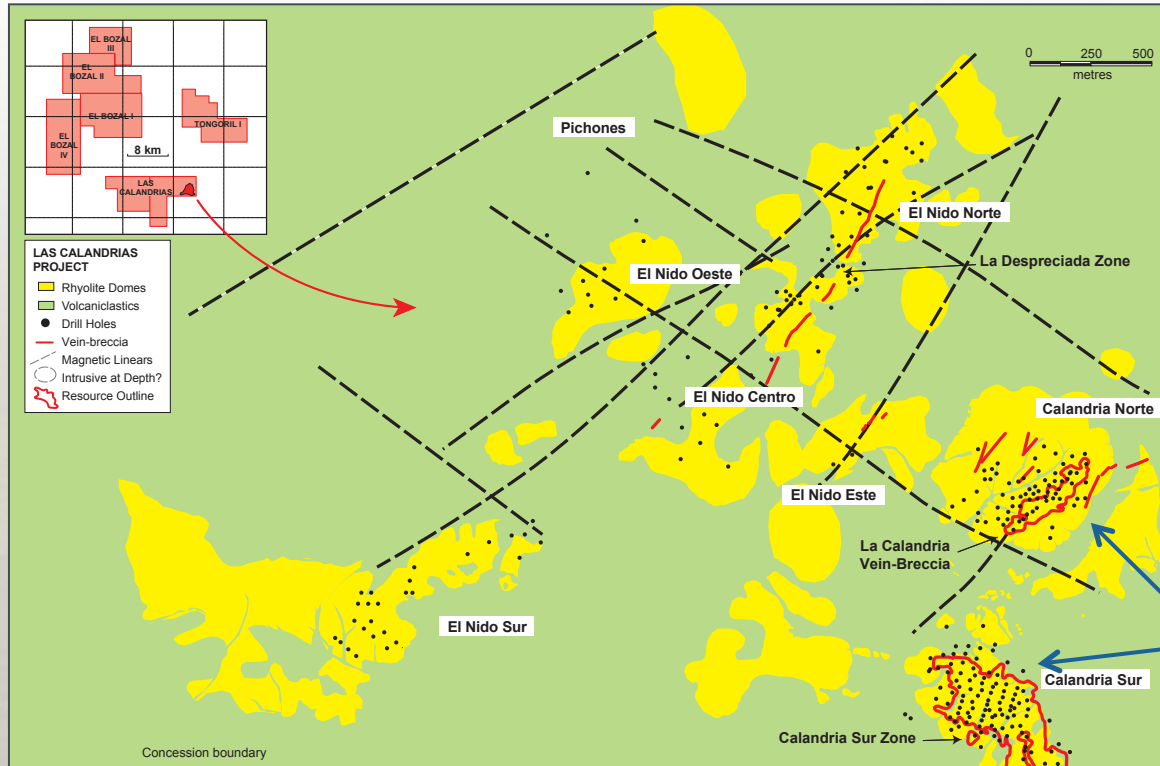 EL BOZAL
III
EL
BOZAL II
EL BOZAL I
EL
BOZAL
IV
TONGORIL I
8 km
LAS
CALANDRIAS
LAS CALANDRIAS
PROJECT
Rhyolite Domes
Volcaniclastics
Drill Holes
Vein-breccia
Magnetic Linears
Intrusive at Depth?
Resource Outline
0 250 500
metres
Pichones
El Nido Norte
La Despreciada Zone
El Nido Oeste
El Nido Centro
Calandria Norte
El Nido Este
La Calandria
Vein-Breccia
El Nido Sur
Calandria Sur
Calandria Sur Zone
Concession boundary